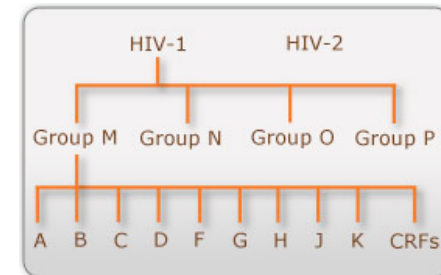 HIV-1 HIV-2
Group M Group N Group O Group P
A B C D F G H J K CRFs